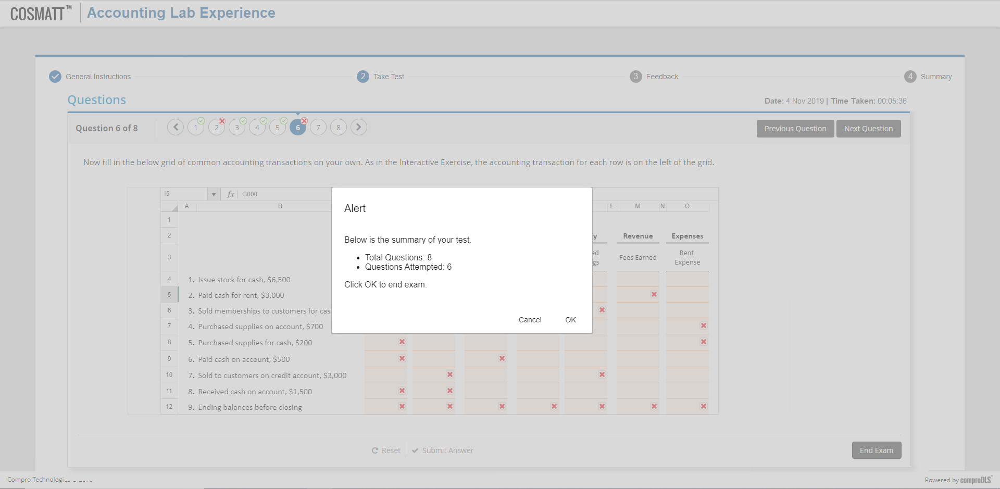 COSMATT™ Accounting Lab Experience
General Instructions
2 Take Test
3 Feedback
4 Summary
Questions
Date: 4 Nov 2019 | Time Taken: 00:05:36
Question 6 of 8
1 2 3 4 5 6 7 8
Previous Question
Next Question
Now fill in the below grid of common accounting transactions on your own. As in the Interactive Exercise, the accounting transaction for each row is on the left of the grid.
I5 fx 3000
A B L M N O
1
2 y Revenue Expenses
3 ed gs Fees Earned Rent Expense
4 1. Issue stock for cash, $6,500
5 2. Paid cash for rent, $3,000
6 3. Sold memberships to customers for cas
7 4. Purchased supplies on account, $700
8 5. Purchased supplies for cash, $200
9 6. Paid cash on account, $500
10 7. Sold to customers on credit account, $3,000
11 8. Received cash on account, $1,500
12 9. Ending balances before closing
Alert
Below is the summary of your test.
• Total Questions: 8
• Questions Attempted: 6
Click OK to end exam.
Cancel OK
Reset
Submit Answer
End Exam
Compro Technologies © 2019
Powered by comproDLS